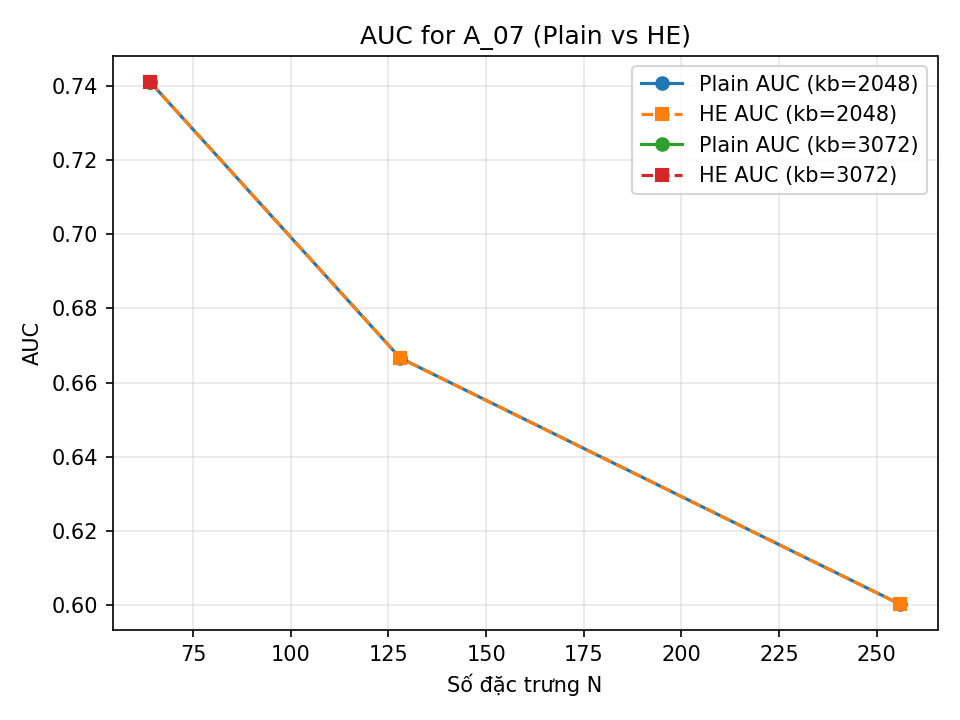 AUC for A_07 (Plain vs HE)
Plain AUC (kb=2048)
HE AUC (kb=2048)
Plain AUC (kb=3072)
HE AUC (kb=3072)
AUC
0.74
0.72
0.70
0.68
0.66
0.64
0.62
0.60
75 100 125 150 175 200 225 250
Số đặc trưng N